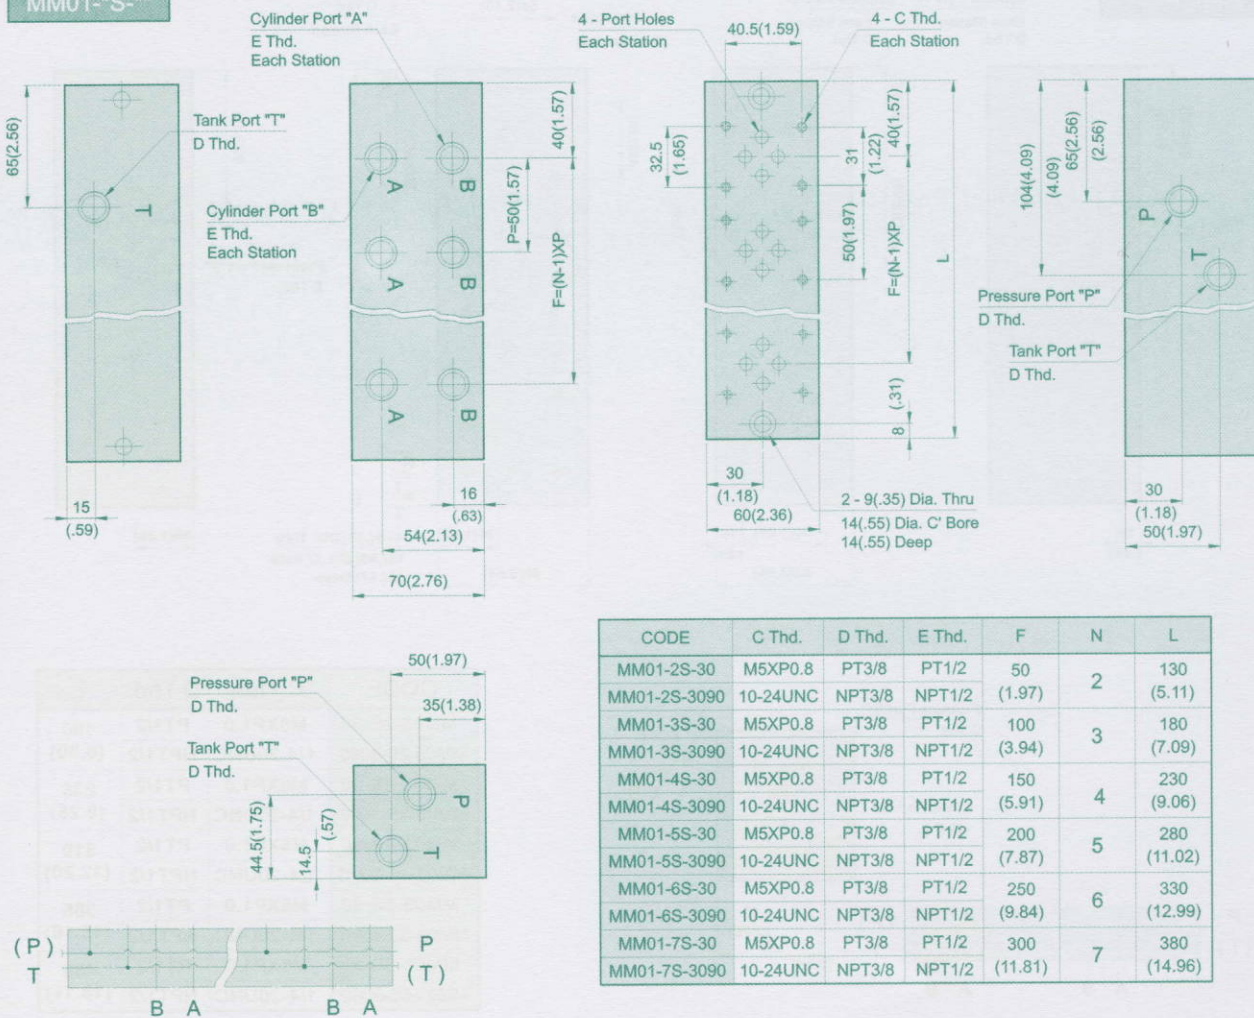 MM01-*S-**
Cylinder Port "A"
E Thd.
Each Station
4 - Port Holes
Each Station
40.5(1.59)
4 - C Thd.
Each Station
65(2.56)
Tank Port "T"
D Thd.
T
15
(.59)
Cylinder Port "B"
E Thd.
Each Station
A
B
A
B
A
B
40(1.57)
P=50(1.57)
F=(N-1)XP
16
(.63)
54(2.13)
70(2.76)
32.5
(1.65)
31
(1.22)
40(1.57)
50(1.97)
F=(N-1)XP
L
(.31)
8
30
(1.18)
60(2.36)
2 - 9(.35) Dia. Thru
14(.55) Dia. C' Bore
14(.55) Deep
104(4.09)
(4.09)
65(2.56)
(2.56)
P
T
Pressure Port "P"
D Thd.
Tank Port "T"
D Thd.
30
(1.18)
50(1.97)
50(1.97)
35(1.38)
Pressure Port "P"
D Thd.
Tank Port "T"
D Thd.
44.5(1.75)
14.5
(.57)
P
T
(P) P
T (T)
B A B A
CODE C Thd. D Thd. E Thd. F N L
MM01-2S-30 M5XP0.8 PT3/8 PT1/2 50 2 130
MM01-2S-3090 10-24UNC NPT3/8 NPT1/2 (1.97) (5.11)
MM01-3S-30 M5XP0.8 PT3/8 PT1/2 100 3 180
MM01-3S-3090 10-24UNC NPT3/8 NPT1/2 (3.94) (7.09)
MM01-4S-30 M5XP0.8 PT3/8 PT1/2 150 4 230
MM01-4S-3090 10-24UNC NPT3/8 NPT1/2 (5.91) (9.06)
MM01-5S-30 M5XP0.8 PT3/8 PT1/2 200 5 280
MM01-5S-3090 10-24UNC NPT3/8 NPT1/2 (7.87) (11.02)
MM01-6S-30 M5XP0.8 PT3/8 PT1/2 250 6 330
MM01-6S-3090 10-24UNC NPT3/8 NPT1/2 (9.84) (12.99)
MM01-7S-30 M5XP0.8 PT3/8 PT1/2 300 7 380
MM01-7S-3090 10-24UNC NPT3/8 NPT1/2 (11.81) (14.96)